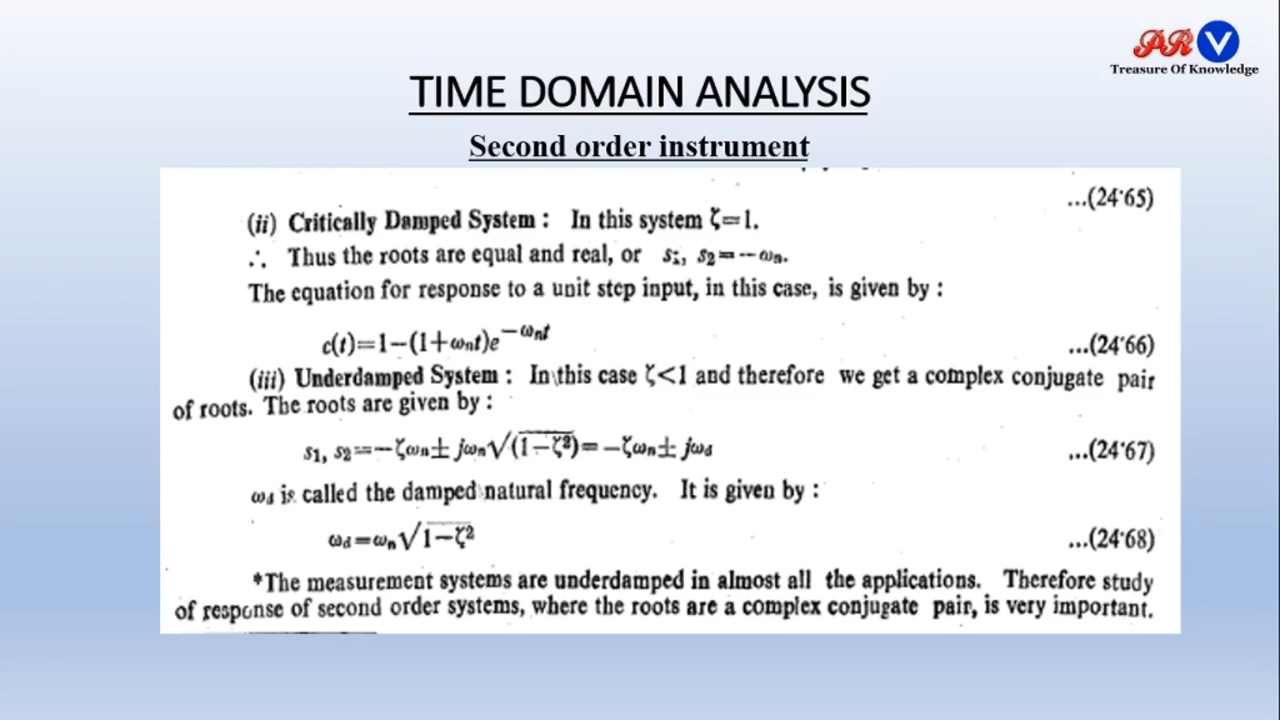 PR V
Treasure Of Knowledge
TIME DOMAIN ANALYSIS
Second order instrument
...(24·65)
(ii) Critically Damped System : In this system ζ=1.
∴ Thus the roots are equal and real, or s₁, s₂=−ωₙ.
The equation for response to a unit step input, in this case, is given by :
c(t)=1−(1+ωₙt)e^−ωₙt ...(24·66)
(iii) Underdamped System : In this case ζ<1 and therefore we get a complex conjugate pair
of roots. The roots are given by :
s₁, s₂=−ζωₙ± jωₙ√(1−ζ²)=−ζωₙ± jω_d ...(24·67)
ω_d is called the damped natural frequency. It is given by :
ω_d=ωₙ√1−ζ² ...(24·68)
*The measurement systems are underdamped in almost all the applications. Therefore study
of response of second order systems, where the roots are a complex conjugate pair, is very important.